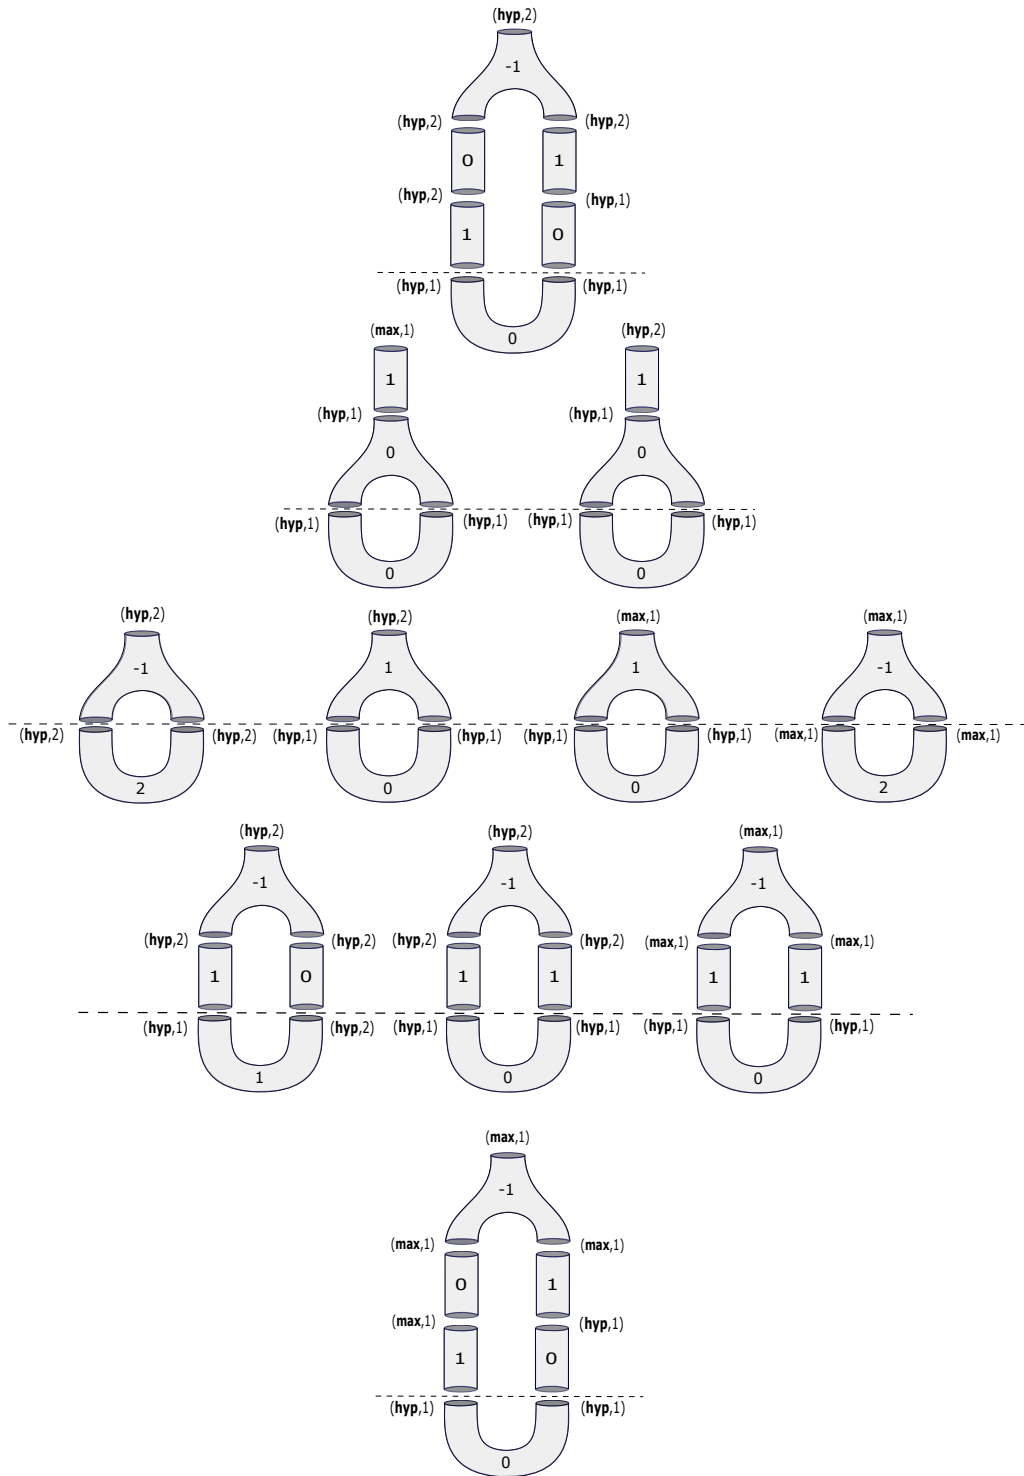 (hyp,2)
-1
(hyp,2) (hyp,2)
0 1
(hyp,2) (hyp,1)
1 0
(hyp,1) (hyp,1)
0
(max,1) (hyp,2)
1 1
(hyp,1) (hyp,1)
0 0
(hyp,1) (hyp,1) (hyp,1) (hyp,1)
0 0
(hyp,2) (hyp,2) (max,1) (max,1)
-1 1 1 -1
(hyp,2) (hyp,2) (hyp,1) (hyp,1) (hyp,1) (hyp,1) (max,1) (max,1)
2 0 0 2
(hyp,2) (hyp,2) (max,1)
-1 -1 -1
(hyp,2) (hyp,2) (hyp,2) (hyp,2) (max,1) (max,1)
1 0 1 1 1 1
(hyp,1) (hyp,2) (hyp,1) (hyp,1) (hyp,1) (hyp,1)
1 0 0
(max,1)
-1
(max,1) (max,1)
0 1
(max,1) (hyp,1)
1 0
(hyp,1) (hyp,1)
0